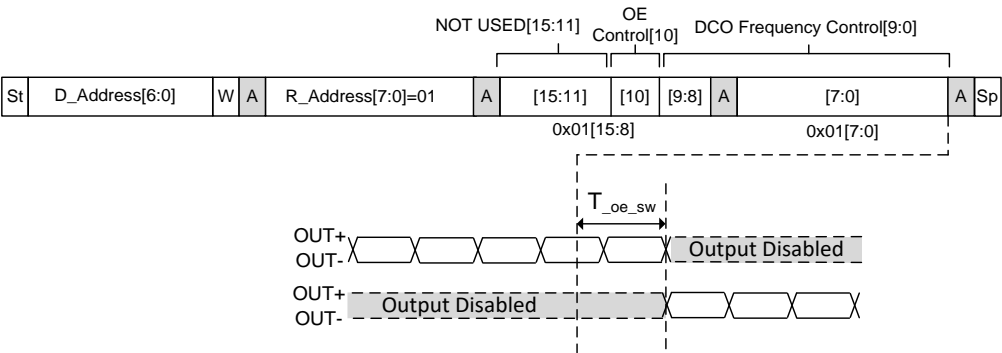 NOT USED[15:11]
OE
Control[10]
DCO Frequency Control[9:0]
St D_Address[6:0] W A R_Address[7:0]=01 A [15:11] [10] [9:8] A [7:0] A Sp
0x01[15:8] 0x01[7:0]
T_oe_sw
OUT+
OUT-
Output Disabled
OUT+
OUT-
Output Disabled